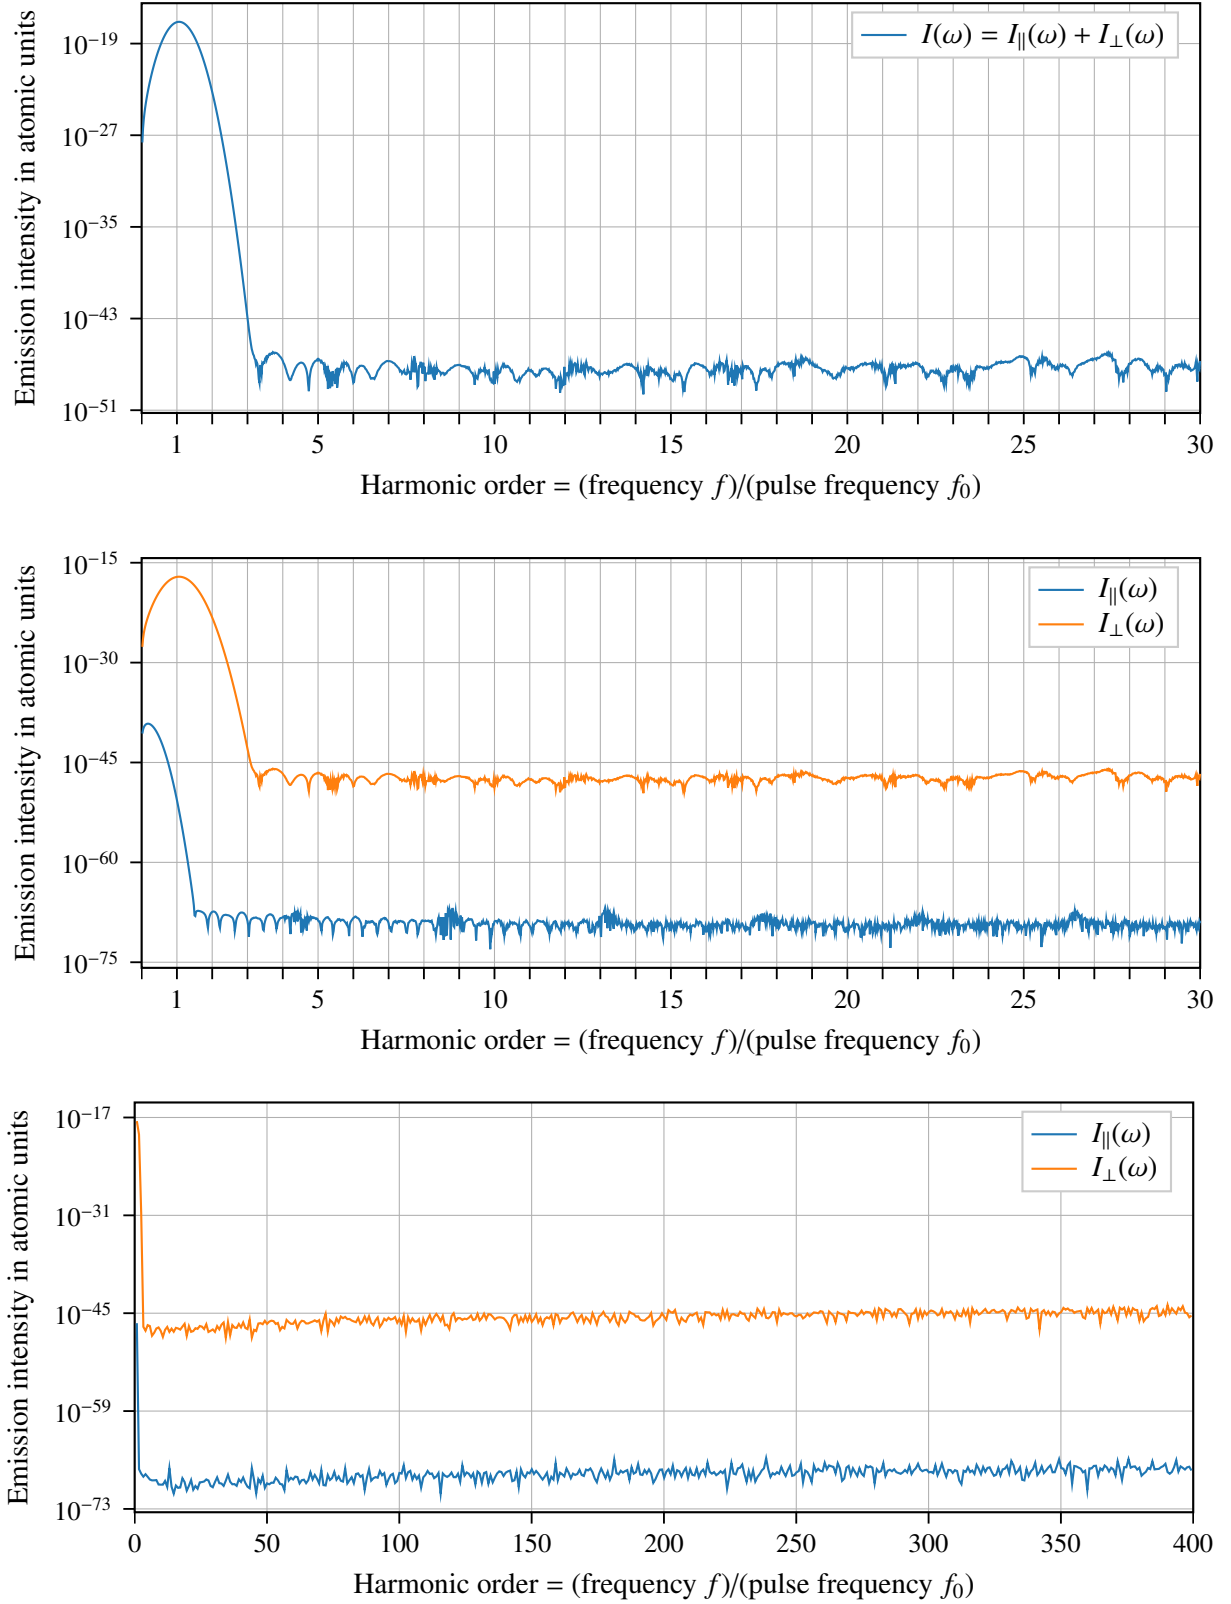 Emission intensity in atomic units
10⁻¹⁹
10⁻²⁷
10⁻³⁵
10⁻⁴³
10⁻⁵¹
I(ω) = I∥(ω) + I⊥(ω)
1 5 10 15 20 25 30
Harmonic order = (frequency f)/(pulse frequency f₀)
Emission intensity in atomic units
10⁻¹⁵
10⁻³⁰
10⁻⁴⁵
10⁻⁶⁰
10⁻⁷⁵
I∥(ω)
I⊥(ω)
1 5 10 15 20 25 30
Harmonic order = (frequency f)/(pulse frequency f₀)
Emission intensity in atomic units
10⁻¹⁷
10⁻³¹
10⁻⁴⁵
10⁻⁵⁹
10⁻⁷³
I∥(ω)
I⊥(ω)
0 50 100 150 200 250 300 350 400
Harmonic order = (frequency f)/(pulse frequency f₀)